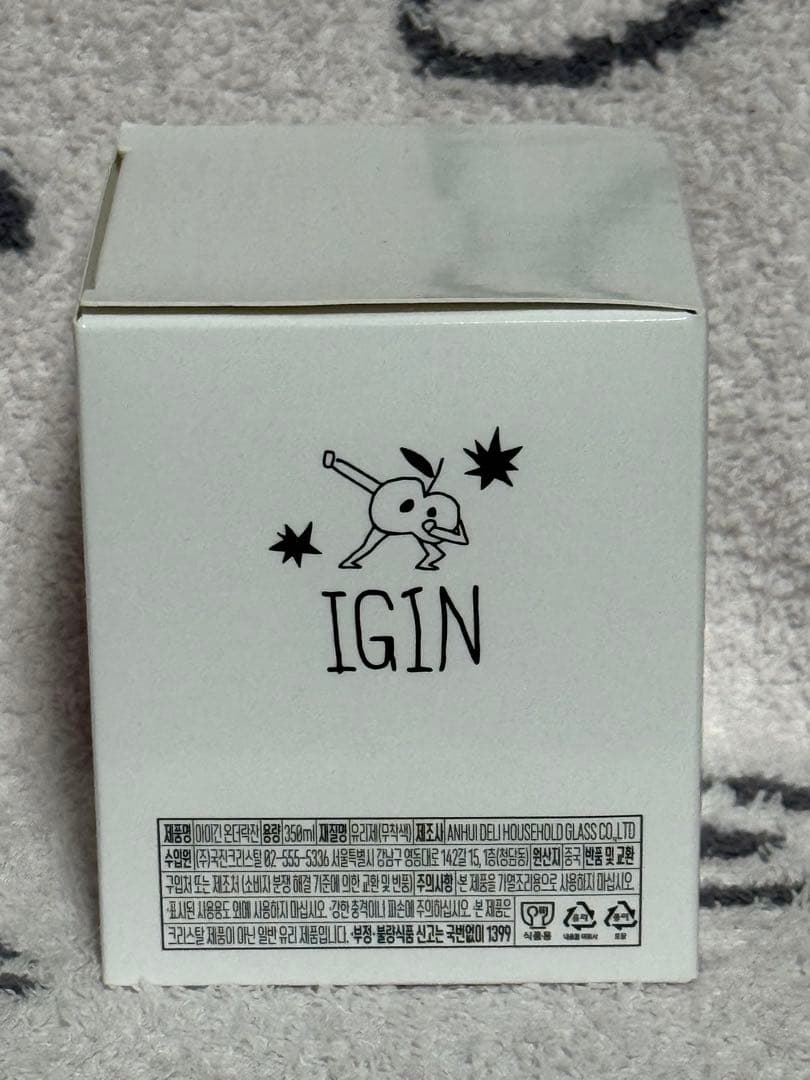 IGIN
제품명 아이긴 온더락잔 용량 350ml 재질명 유리제(무착색) 제조사 ANHUI DELI HOUSEHOLD GLASS CO.,LTD
수입원 (주)국진크리스탈 02-555-5336 서울특별시 강남구 영동대로 142길 15, 1층(청담동) 원산지 중국 반품 및 교환
구입처 또는 제조처 (소비자 분쟁 해결 기준에 의한 교환 및 반품) 주의사항 ·본 제품을 가열조리용으로 사용하지 마십시오.
·표시된 사용용도 외에 사용하지 마십시오. ·강한 충격이나 파손에 주의하십시오. ·본 제품은
크리스탈 제품이 아닌 일반 유리 제품입니다. ·부정·불량식품 신고는 국번없이 1399
식품용